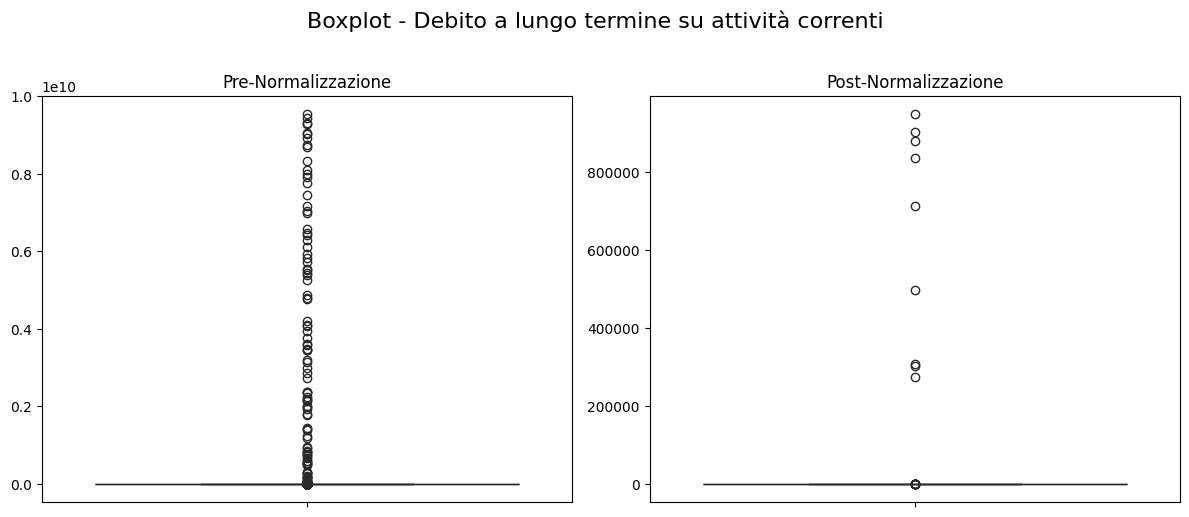 Boxplot - Debito a lungo termine su attività correnti
Pre-Normalizzazione
1e10
1.0
0.8
0.6
0.4
0.2
0.0
Post-Normalizzazione
800000
600000
400000
200000
0